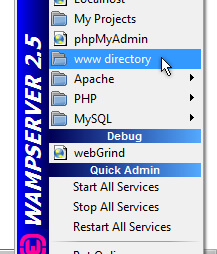 Localhost
My Projects
phpMyAdmin
www directory
Apache
PHP
MySQL
Debug
webGrind
Quick Admin
Start All Services
Stop All Services
Restart All Services
WAMPSERVER 2.5